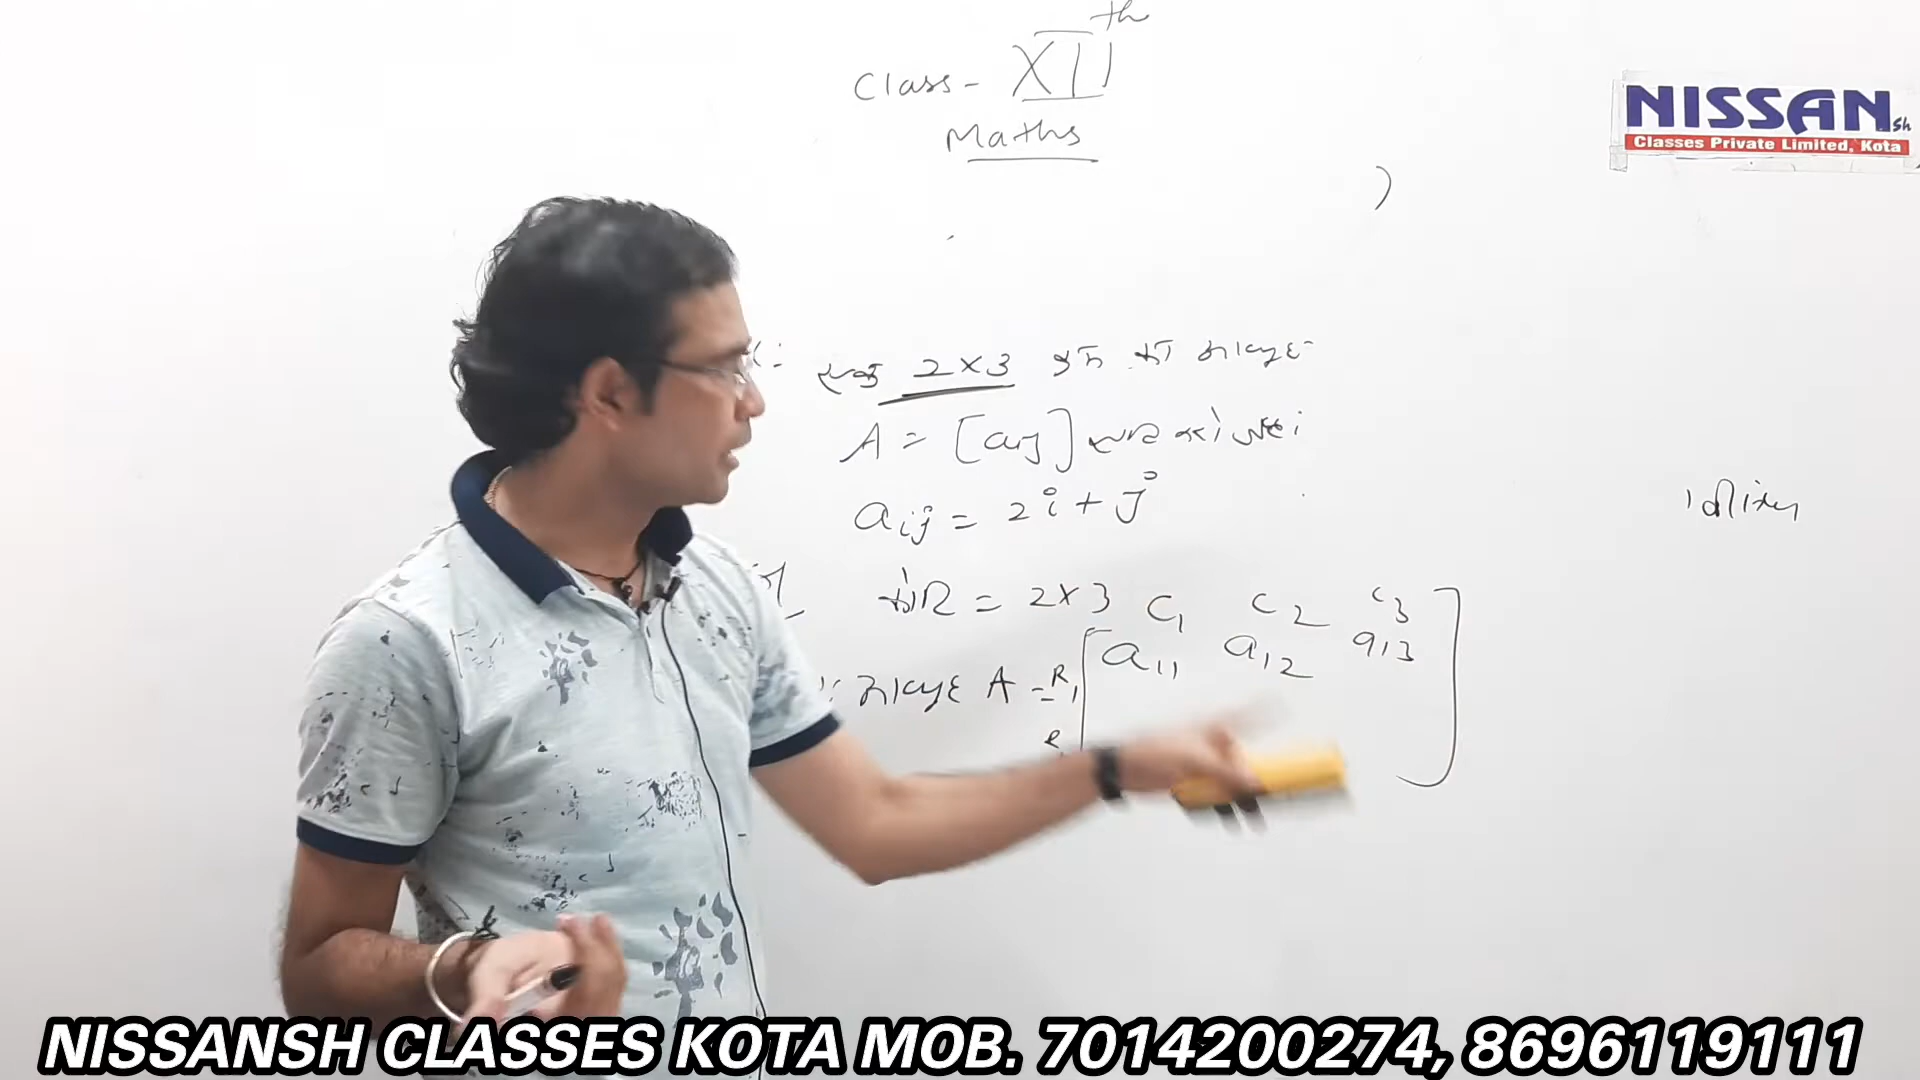 Class - XIIth
Maths
NISSANSh
Classes Private Limited, Kota
एक 2×3 क्रम का आव्यूह
A = [aij]
aij = 2i + j
= 2×3
C1 C2 C3
आव्यूह A = R1 [ a11 a12 a13 ]
R
NISSANSH CLASSES KOTA MOB. 7014200274, 8696119111